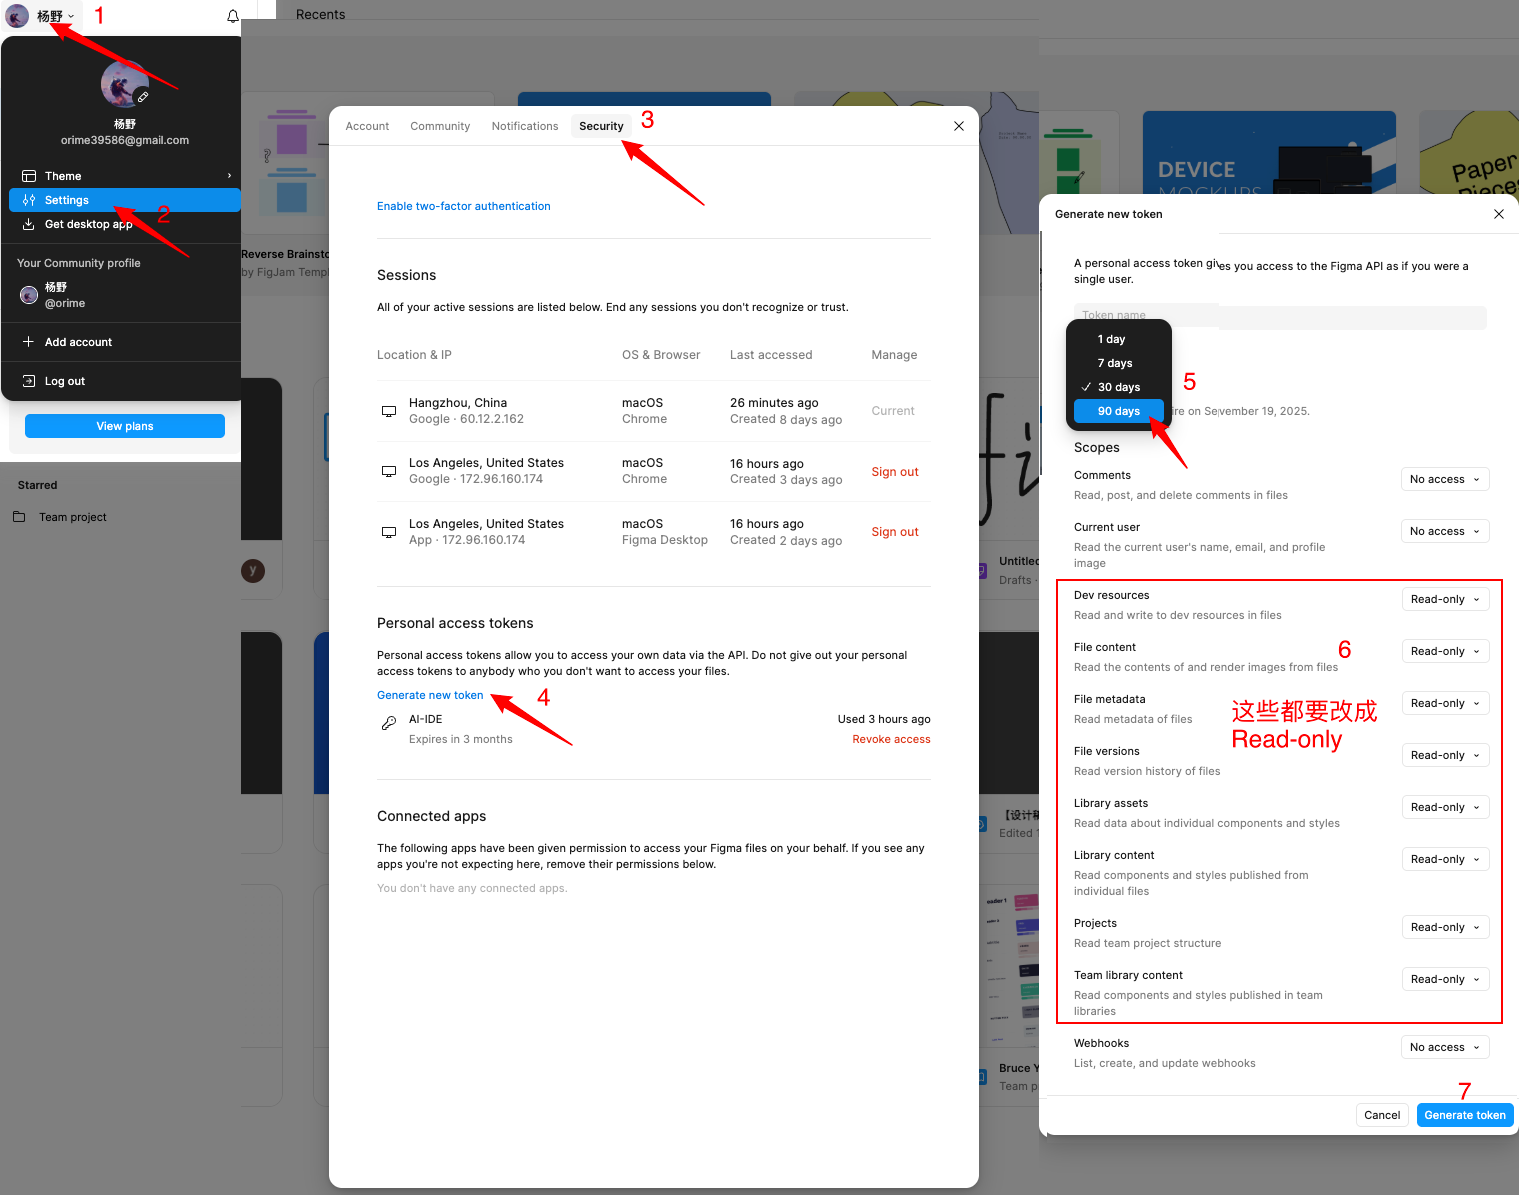 杨野
1
Recents
杨野
orime39586@gmail.com
Theme
Settings
2
Get desktop app
Your Community profile
杨野
@orime
Add account
Log out
View plans
Starred
Team project
Reverse Brainsto
by FigJam Templ
y
Account
Community
Notifications
Security
3
Enable two-factor authentication
Sessions
All of your active sessions are listed below. End any sessions you don't recognize or trust.
Location & IP
OS & Browser
Last accessed
Manage
Hangzhou, China
Google · 60.12.2.162
macOS
Chrome
26 minutes ago
Created 8 days ago
Current
Los Angeles, United States
Google · 172.96.160.174
macOS
Chrome
16 hours ago
Created 3 days ago
Sign out
Los Angeles, United States
App · 172.96.160.174
macOS
Figma Desktop
16 hours ago
Created 2 days ago
Sign out
Personal access tokens
Personal access tokens allow you to access your own data via the API. Do not give out your personal
access tokens to anybody who you don't want to access your files.
Generate new token
4
AI-IDE
Expires in 3 months
Used 3 hours ago
Revoke access
Connected apps
The following apps have been given permission to access your Figma files on your behalf. If you see any
apps you're not expecting here, remove their permissions below.
You don't have any connected apps.
DEVICE
MOCKUPS
Paper
Pieces
Untitled
Drafts ·
【设计稿
Edited 1
Bruce Y
Team p
Generate new token
A personal access token gives you access to the Figma API as if you were a
single user.
Token name
1 day
7 days
30 days
90 days
5
ire on Sevember 19, 2025.
Scopes
Comments
Read, post, and delete comments in files
No access
Current user
Read the current user's name, email, and profile
image
No access
Dev resources
Read and write to dev resources in files
Read-only
File content
Read the contents of and render images from files
Read-only
6
File metadata
Read metadata of files
Read-only
这些都要改成
Read-only
File versions
Read version history of files
Read-only
Library assets
Read data about individual components and styles
Read-only
Library content
Read components and styles published from
individual files
Read-only
Projects
Read team project structure
Read-only
Team library content
Read components and styles published in team
libraries
Read-only
Webhooks
List, create, and update webhooks
No access
7
Cancel
Generate token